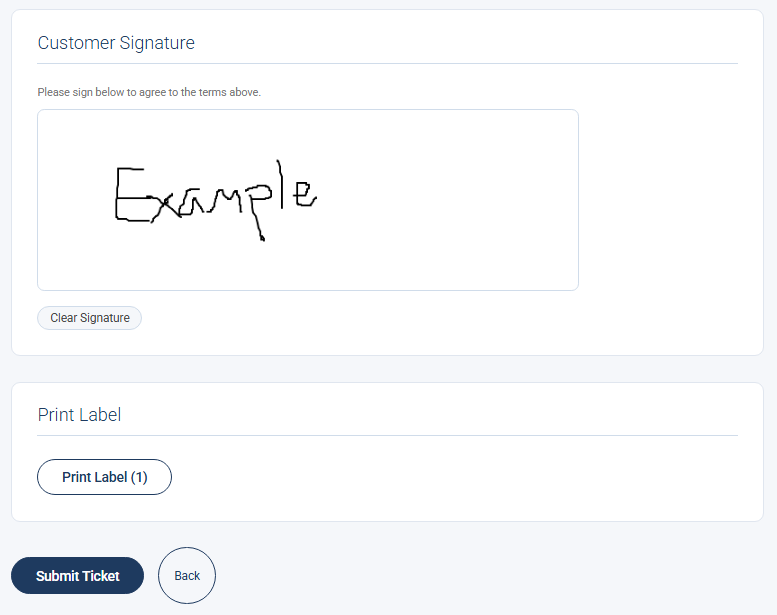 Customer Signature
Please sign below to agree to the terms above.
Example
Clear Signature
Print Label
Print Label (1)
Submit Ticket
Back